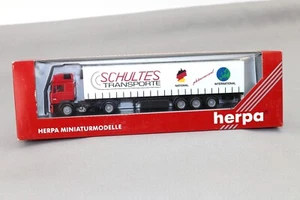 SCHULTES
TRANSPORTE
NATIONAL
INTERNATIONAL
HERPA MINIATURMODELLE
herpa